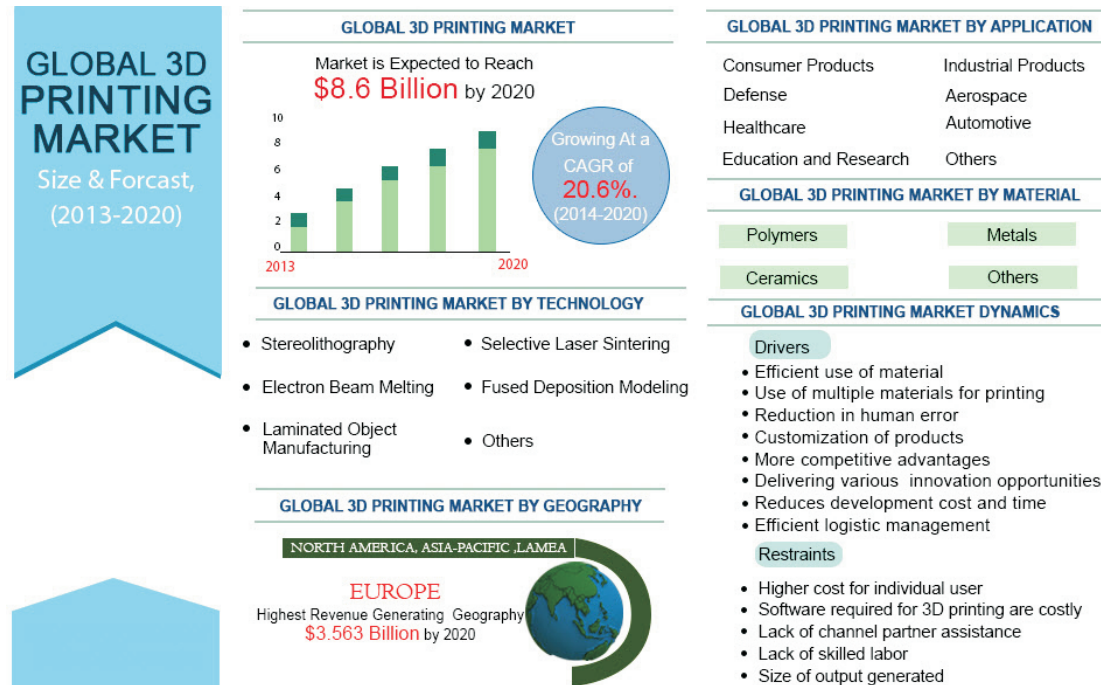 GLOBAL 3D
PRINTING
MARKET
Size & Forcast,
(2013-2020)
GLOBAL 3D PRINTING MARKET
Market is Expected to Reach
$8.6 Billion by 2020
10
8
6
4
2
0
2013
2020
Growing At a
CAGR of
20.6%.
(2014-2020)
GLOBAL 3D PRINTING MARKET BY TECHNOLOGY
• Stereolithography
• Selective Laser Sintering
• Electron Beam Melting
• Fused Deposition Modeling
• Laminated Object
Manufacturing
• Others
GLOBAL 3D PRINTING MARKET BY GEOGRAPHY
NORTH AMERICA, ASIA-PACIFIC ,LAMEA
EUROPE
Highest Revenue Generating Geography
$3.563 Billion by 2020
GLOBAL 3D PRINTING MARKET BY APPLICATION
Consumer Products
Industrial Products
Defense
Aerospace
Healthcare
Automotive
Education and Research
Others
GLOBAL 3D PRINTING MARKET BY MATERIAL
Polymers
Metals
Ceramics
Others
GLOBAL 3D PRINTING MARKET DYNAMICS
Drivers
• Efficient use of material
• Use of multiple materials for printing
• Reduction in human error
• Customization of products
• More competitive advantages
• Delivering various innovation opportunities
• Reduces development cost and time
• Efficient logistic management
Restraints
• Higher cost for individual user
• Software required for 3D printing are costly
• Lack of channel partner assistance
• Lack of skilled labor
• Size of output generated